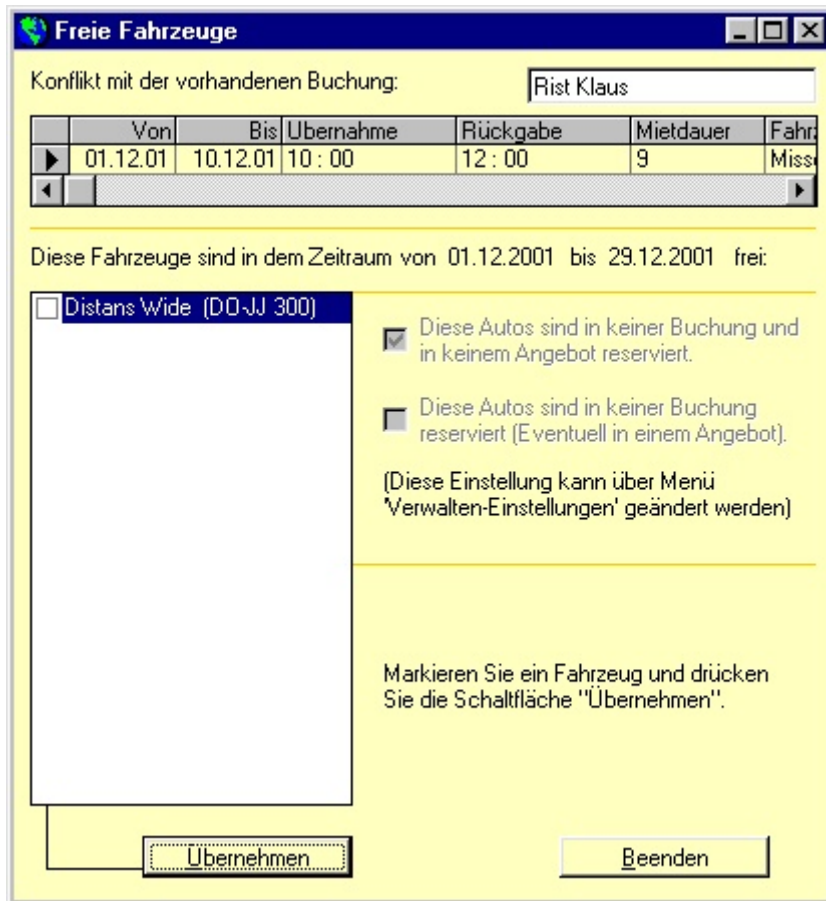 Freie Fahrzeuge
Konflikt mit der vorhandenen Buchung: Rist Klaus
Von Bis Übernahme Rückgabe Mietdauer Fahrz
01.12.01 10.12.01 10 : 00 12 : 00 9 Misse
Diese Fahrzeuge sind in dem Zeitraum von 01.12.2001 bis 29.12.2001 frei:
Distans Wide (DO-JJ 300)
Diese Autos sind in keiner Buchung und
in keinem Angebot reserviert.
Diese Autos sind in keiner Buchung
reserviert (Eventuell in einem Angebot).
(Diese Einstellung kann über Menü
'Verwalten-Einstellungen' geändert werden)
Markieren Sie ein Fahrzeug und drücken
Sie die Schaltfläche "Übernehmen".
Übernehmen Beenden